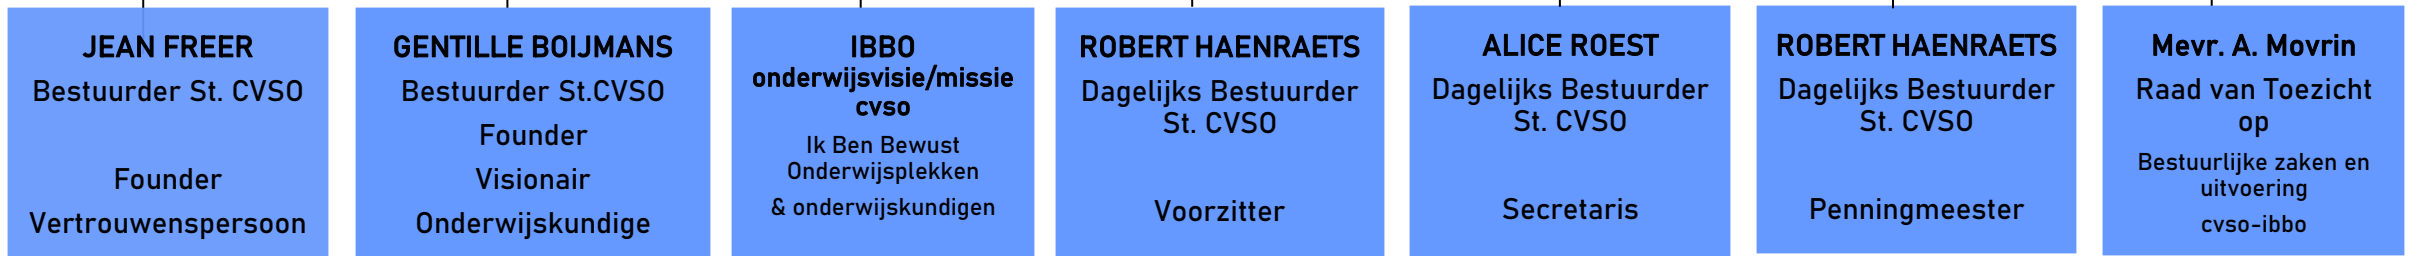 JEAN FREER
Bestuurder St. CVSO
Founder
Vertrouwenspersoon
GENTILLE BOIJMANS
Bestuurder St.CVSO
Founder
Visionair
Onderwijskundige
IBBO
onderwijsvisie/missie
cvso
Ik Ben Bewust
Onderwijsplekken
& onderwijskundigen
ROBERT HAENRAETS
Dagelijks Bestuurder
St. CVSO
Voorzitter
ALICE ROEST
Dagelijks Bestuurder
St. CVSO
Secretaris
ROBERT HAENRAETS
Dagelijks Bestuurder
St. CVSO
Penningmeester
Mevr. A. Movrin
Raad van Toezicht
op
Bestuurlijke zaken en
uitvoering
cvso-ibbo